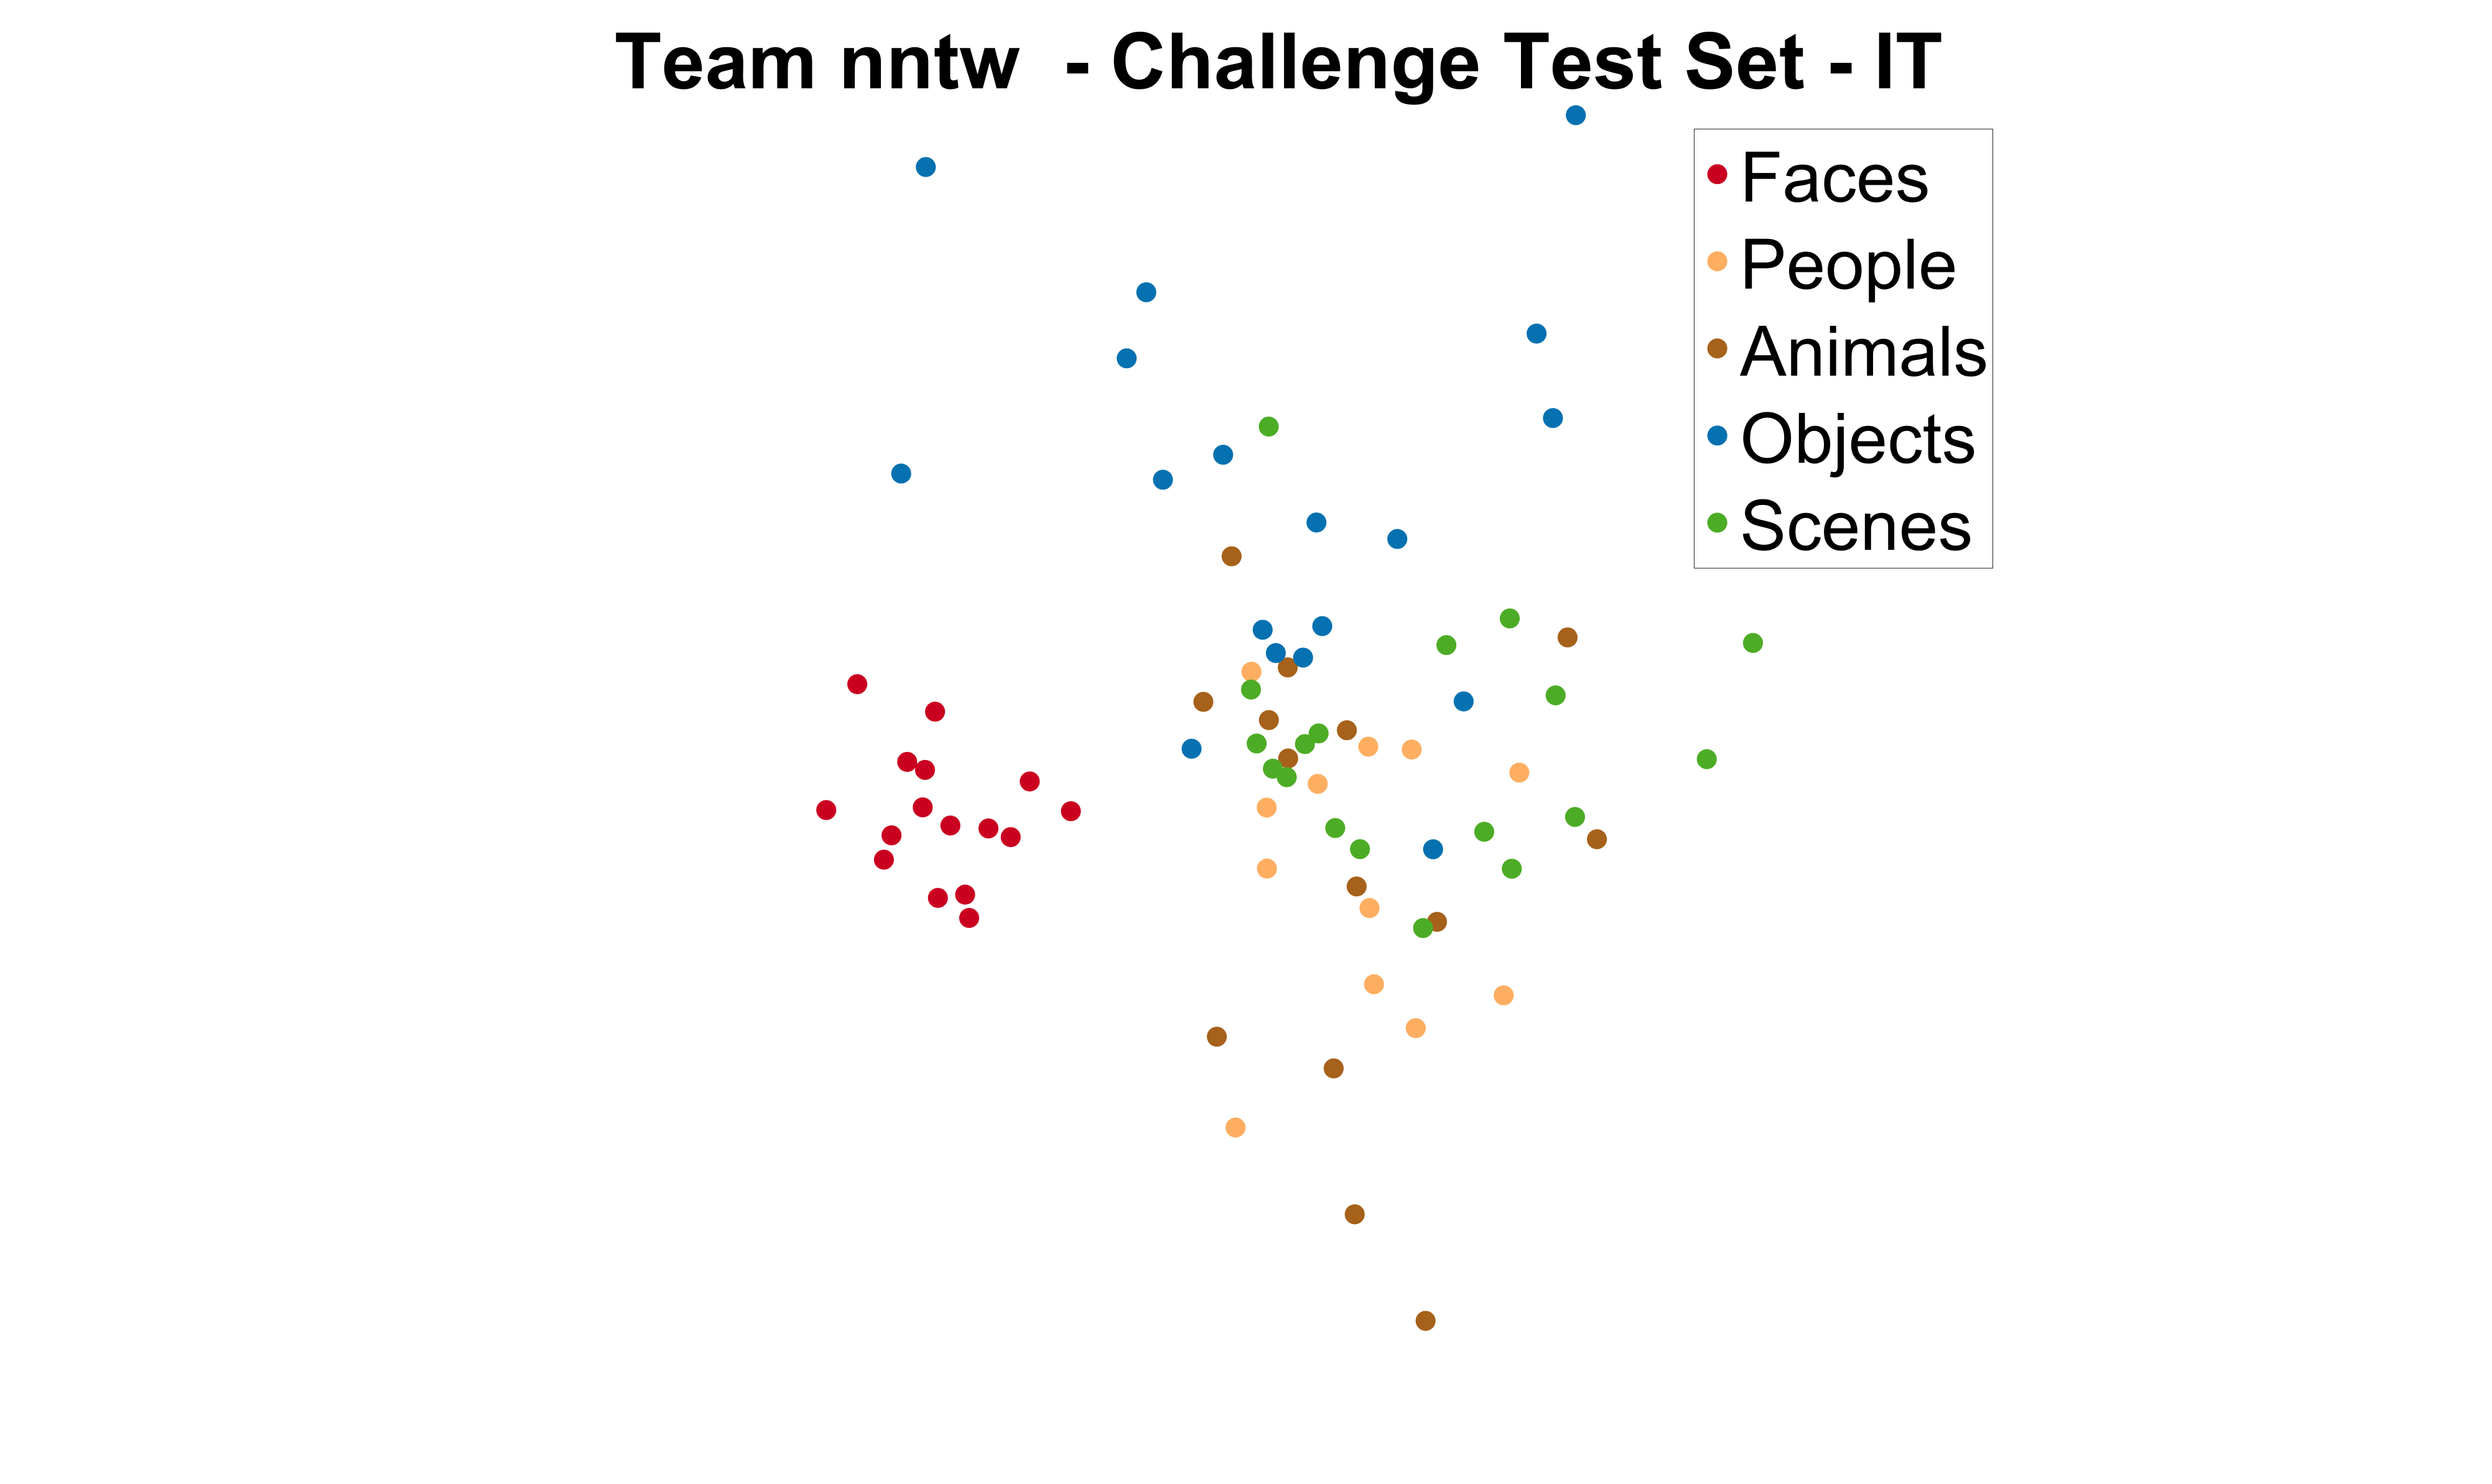 Team nntw - Challenge Test Set - IT
Faces
People
Animals
Objects
Scenes